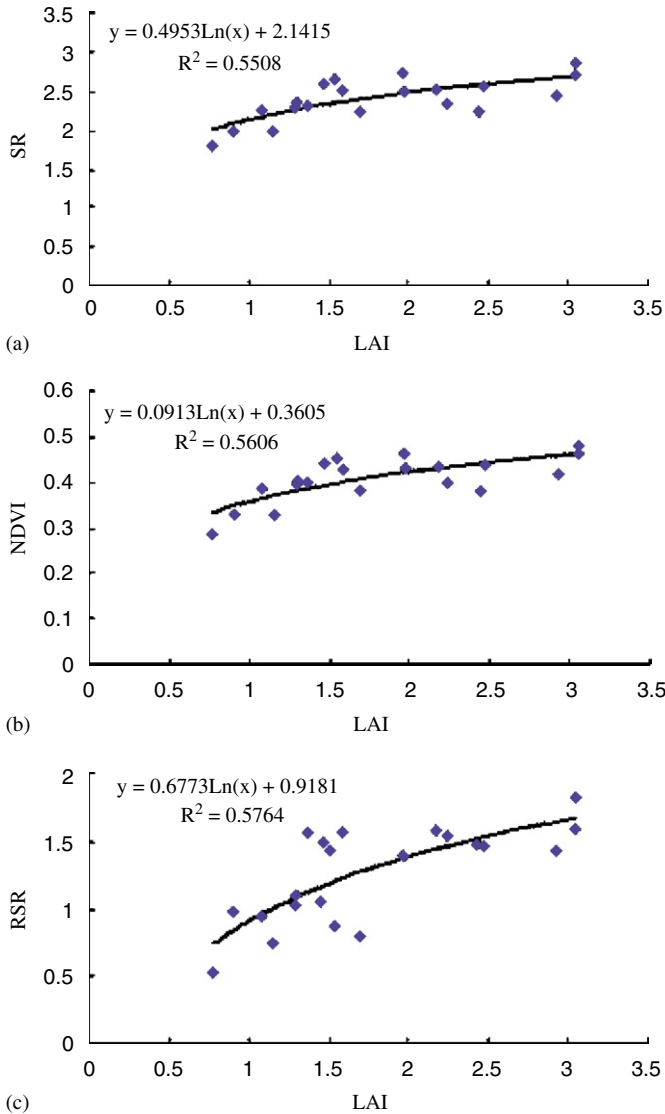 y = 0.4953Ln(x) + 2.1415
R² = 0.5508
3.5
3
2.5
2
1.5
1
0.5
0
SR
0 0.5 1 1.5 2 2.5 3 3.5
(a) LAI
y = 0.0913Ln(x) + 0.3605
R² = 0.5606
0.6
0.5
0.4
0.3
0.2
0.1
0
NDVI
0 0.5 1 1.5 2 2.5 3 3.5
(b) LAI
y = 0.6773Ln(x) + 0.9181
R² = 0.5764
2
1.5
1
0.5
0
RSR
0 0.5 1 1.5 2 2.5 3 3.5
(c) LAI